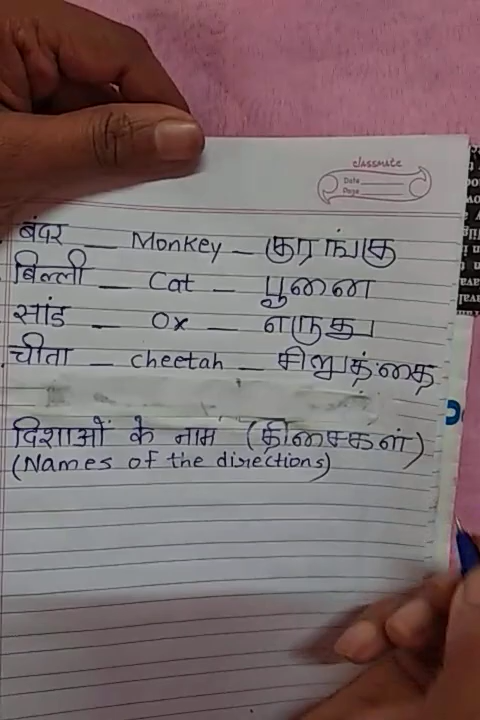 classmate
Date
Page
बंदर - Monkey - குரங்கு
बिल्ली - Cat - பூனை
सांड - Ox - எருது
चीता - cheetah - சிறுத்தை
दिशाओं के नाम (திசைகள்)
(Names of the directions)